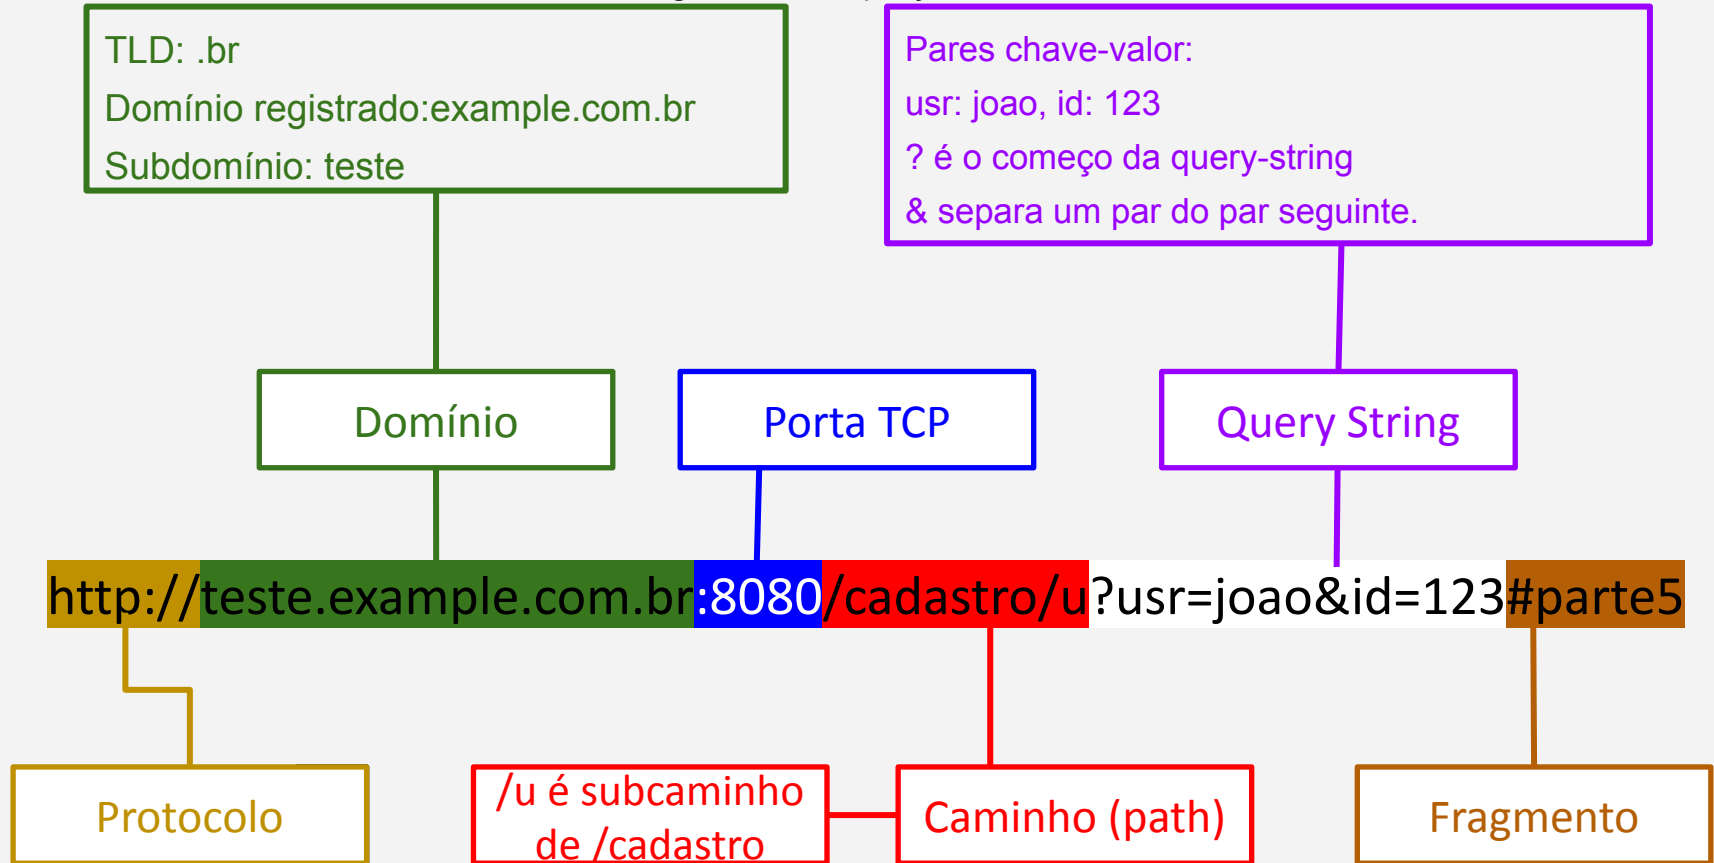 TLD: .br
Domínio registrado:example.com.br
Subdomínio: teste
Pares chave-valor:
usr: joao, id: 123
? é o começo da query-string
& separa um par do par seguinte.
Domínio
Porta TCP
Query String
http://teste.example.com.br:8080/cadastro/u?usr=joao&id=123#parte5
Protocolo
/u é subcaminho
de /cadastro
Caminho (path)
Fragmento